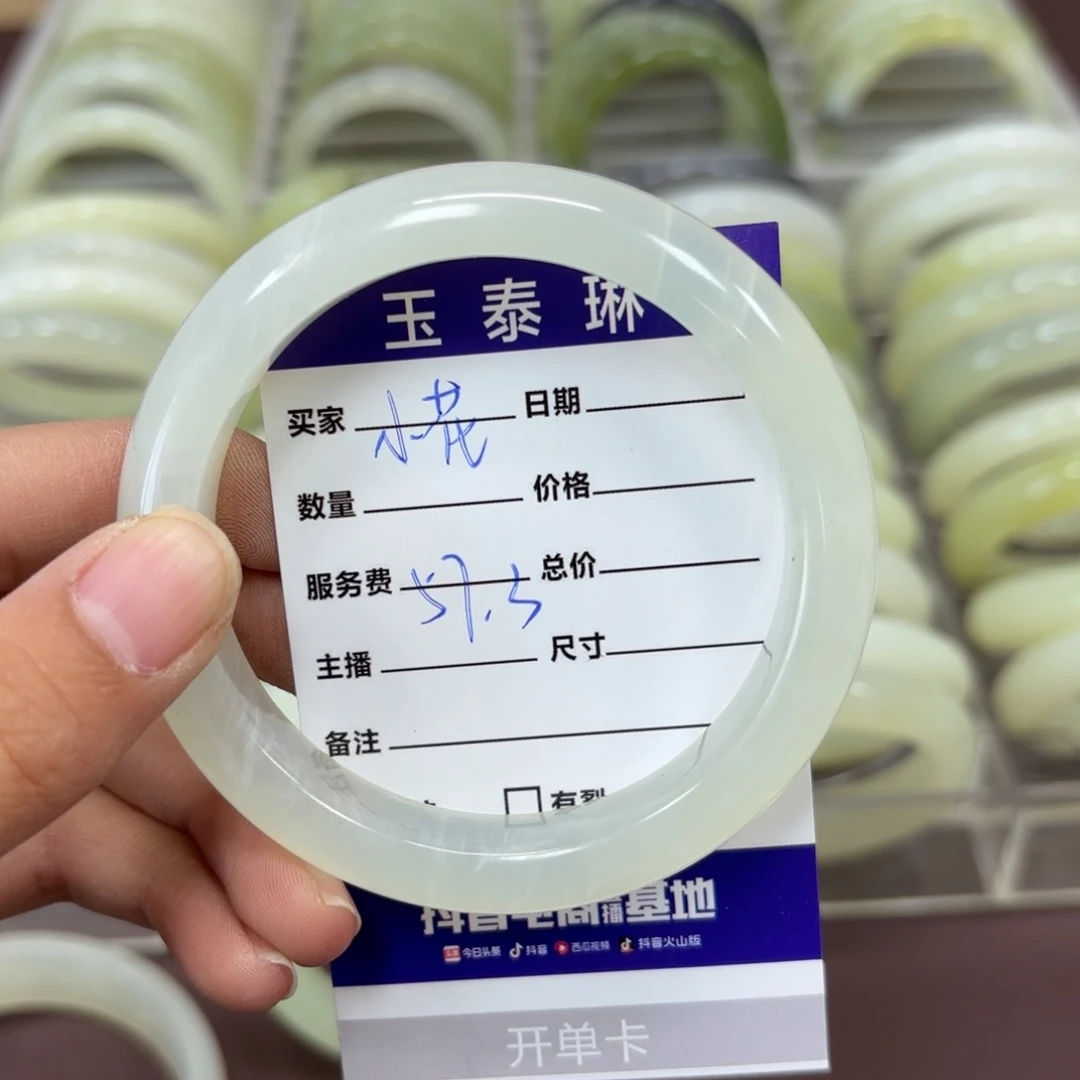 玉泰琳
买家 小花 日期
数量 价格
服务费 57.5 总价
主播 尺寸
备注
有裂
抖音电商直播基地
今日头条 抖音 西瓜视频 抖音火山版
开单卡